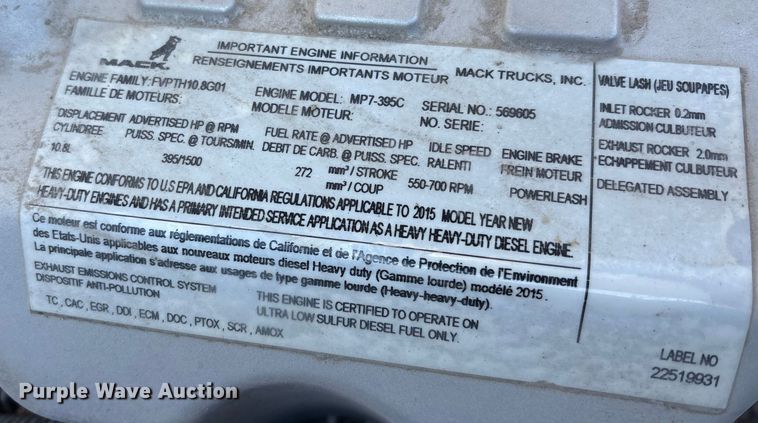 MACK
IMPORTANT ENGINE INFORMATION
RENSEIGNEMENTS IMPORTANTS MOTEUR
MACK TRUCKS, INC.
ENGINE FAMILY: FVPTH10.8G01
FAMILLE DE MOTEURS:
ENGINE MODEL: MP7-395C
MODELE MOTEUR:
SERIAL NO.: 569605
NO. SERIE:
DISPLACEMENT ADVERTISED HP @ RPM
CYLINDREE PUISS. SPEC. @ TOURS/MIN.
10.8L 395/1500
FUEL RATE @ ADVERTISED HP
DEBIT DE CARB. @ PUISS. SPEC.
272 mm³ / STROKE
mm³ / COUP
IDLE SPEED
RALENTI
550-700 RPM
ENGINE BRAKE
FREIN MOTEUR
POWERLEASH
THIS ENGINE CONFORMS TO U.S EPA AND CALIFORNIA REGULATIONS APPLICABLE TO 2015 MODEL YEAR NEW
HEAVY-DUTY ENGINES AND HAS A PRIMARY INTENDED SERVICE APPLICATION AS A HEAVY HEAVY-DUTY DIESEL ENGINE.
Ce moteur est conforme aux réglementations de Californie et de l'Agence de Protection de l'Environment
des Etats-Unis applicables aux nouveaux moteurs diesel Heavy duty (Gamme lourde) modélé 2015.
La principale application s'adresse aux usages de type gamme lourde (Heavy-heavy-duty).
EXHAUST EMISSIONS CONTROL SYSTEM
DISPOSITIF ANTI-POLLUTION
TC , CAC , EGR , DDI , ECM , DOC , PTOX , SCR , AMOX
THIS ENGINE IS CERTIFIED TO OPERATE ON
ULTRA LOW SULFUR DIESEL FUEL ONLY.
VALVE LASH (JEU SOUPAPES)
INLET ROCKER 0.2mm
ADMISSION CULBUTEUR
EXHAUST ROCKER 2.0mm
ECHAPPEMENT CULBUTEUR
DELEGATED ASSEMBLY
LABEL NO
22519931
Purple Wave Auction